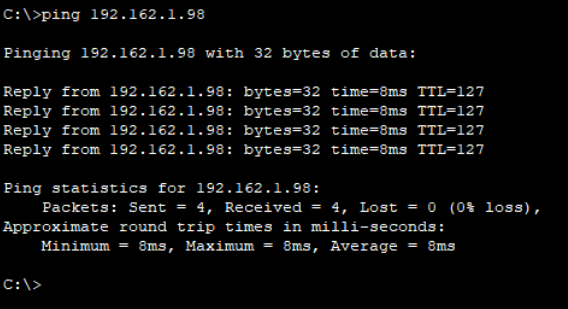 C:\>ping 192.162.1.98
Pinging 192.162.1.98 with 32 bytes of data:
Reply from 192.162.1.98: bytes=32 time=8ms TTL=127
Reply from 192.162.1.98: bytes=32 time=8ms TTL=127
Reply from 192.162.1.98: bytes=32 time=8ms TTL=127
Reply from 192.162.1.98: bytes=32 time=8ms TTL=127
Ping statistics for 192.162.1.98:
    Packets: Sent = 4, Received = 4, Lost = 0 (0% loss),
Approximate round trip times in milli-seconds:
    Minimum = 8ms, Maximum = 8ms, Average = 8ms
C:\>